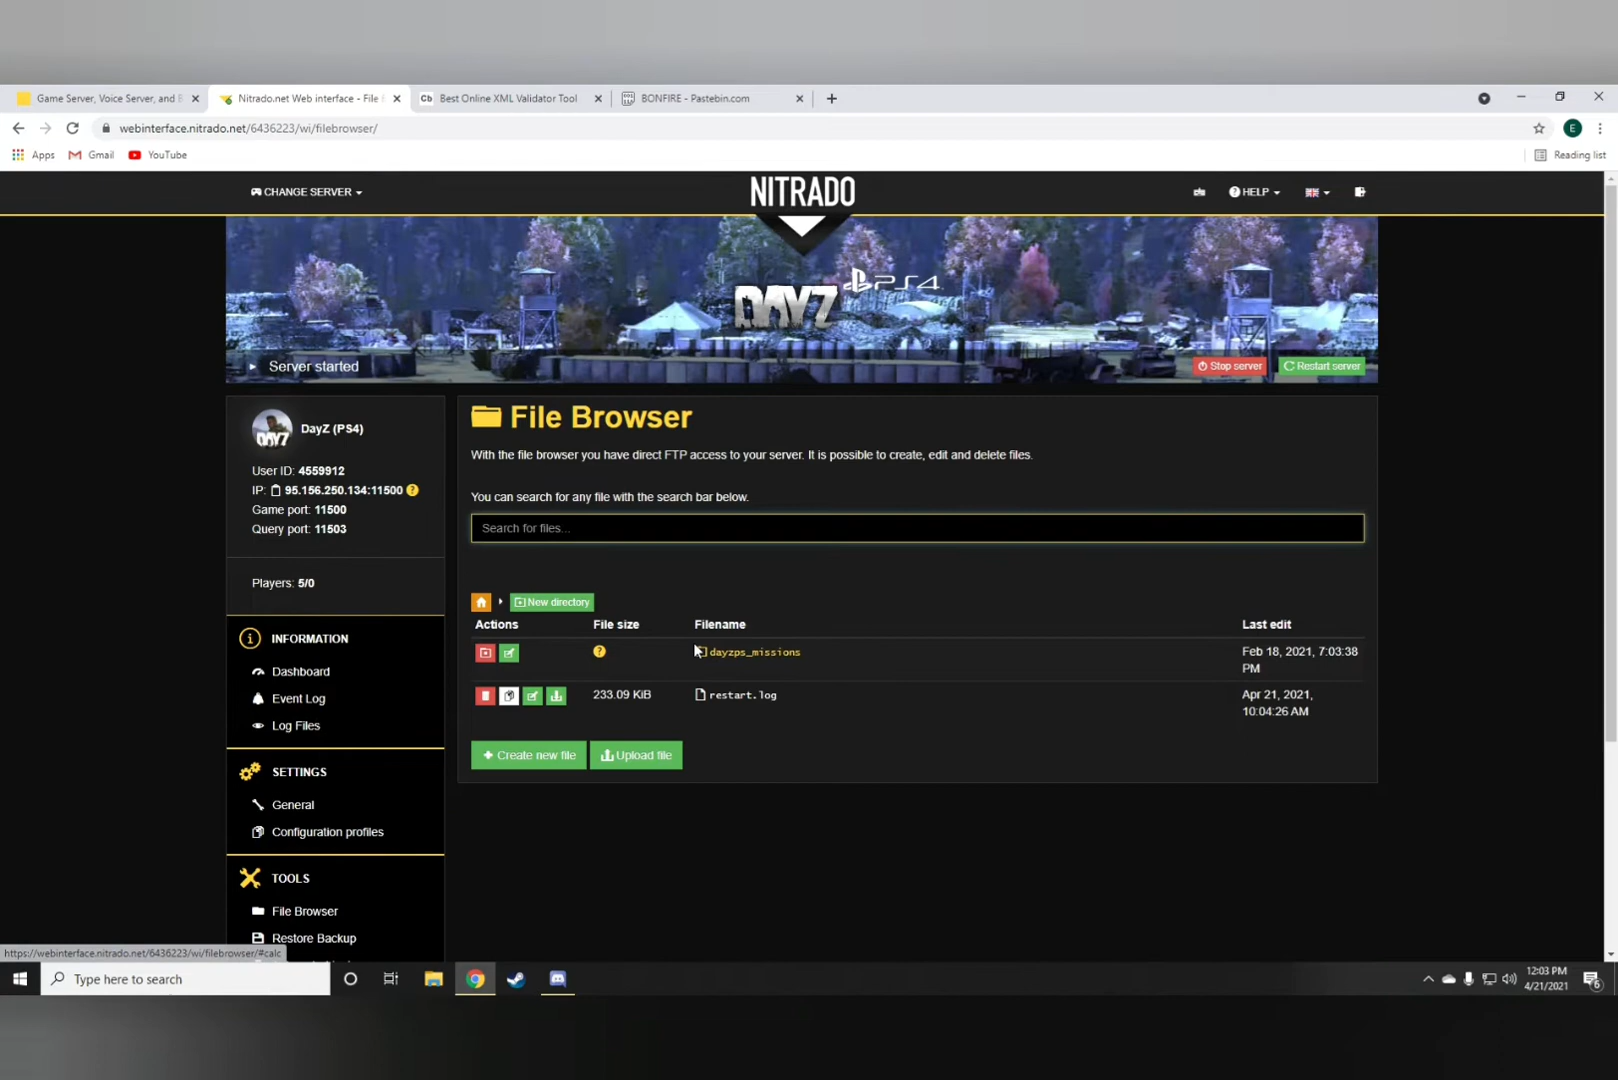 Game Server, Voice Server, and B
Nitrado.net Web interface - File B
Cb
Best Online XML Validator Tool
BONFIRE - Pastebin.com
webinterface.nitrado.net/6436223/wi/filebrowser/
E
Apps
Gmail
YouTube
Reading list
CHANGE SERVER
NITRADO
HELP
DAYZ PS4
Server started
Stop server
Restart server
DAYZ
DayZ (PS4)
User ID: 4559912
IP: 95.156.250.134:11500
Game port: 11500
Query port: 11503
Players: 5/0
INFORMATION
Dashboard
Event Log
Log Files
SETTINGS
General
Configuration profiles
TOOLS
File Browser
Restore Backup
File Browser
With the file browser you have direct FTP access to your server. It is possible to create, edit and delete files.
You can search for any file with the search bar below.
Search for files...
New directory
Actions File size Filename Last edit
dayzps_missions Feb 18, 2021, 7:03:38 PM
233.09 KiB restart.log Apr 21, 2021, 10:04:26 AM
Create new file
Upload file
https://webinterface.nitrado.net/6436223/wi/filebrowser/#calc
Type here to search
12:03 PM
4/21/2021
6